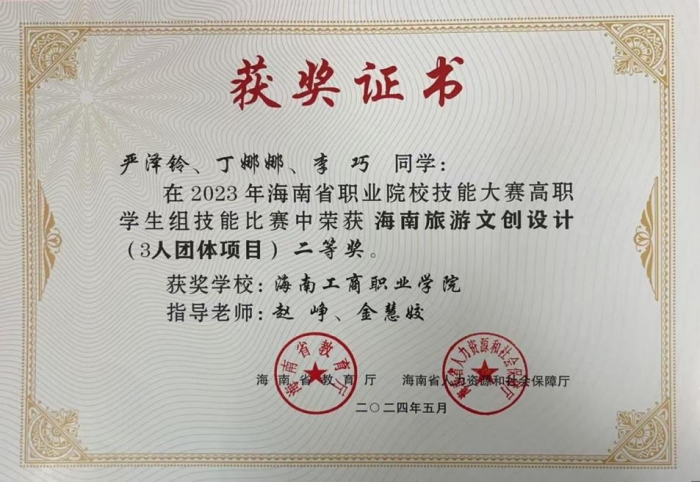 获奖证书
严泽铃、丁娜娜、李 巧 同学：
在2023年海南省职业院校技能大赛高职
学生组技能比赛中荣获 海南旅游文创设计
（3人团体项目）二等奖。
获奖学校：海南工商职业学院
指导老师：赵 峥、金慧姣
海南省教育厅 海南省人力资源和社会保障厅
海南省教育厅
海南省人力资源和社会保障厅
二〇二四年五月